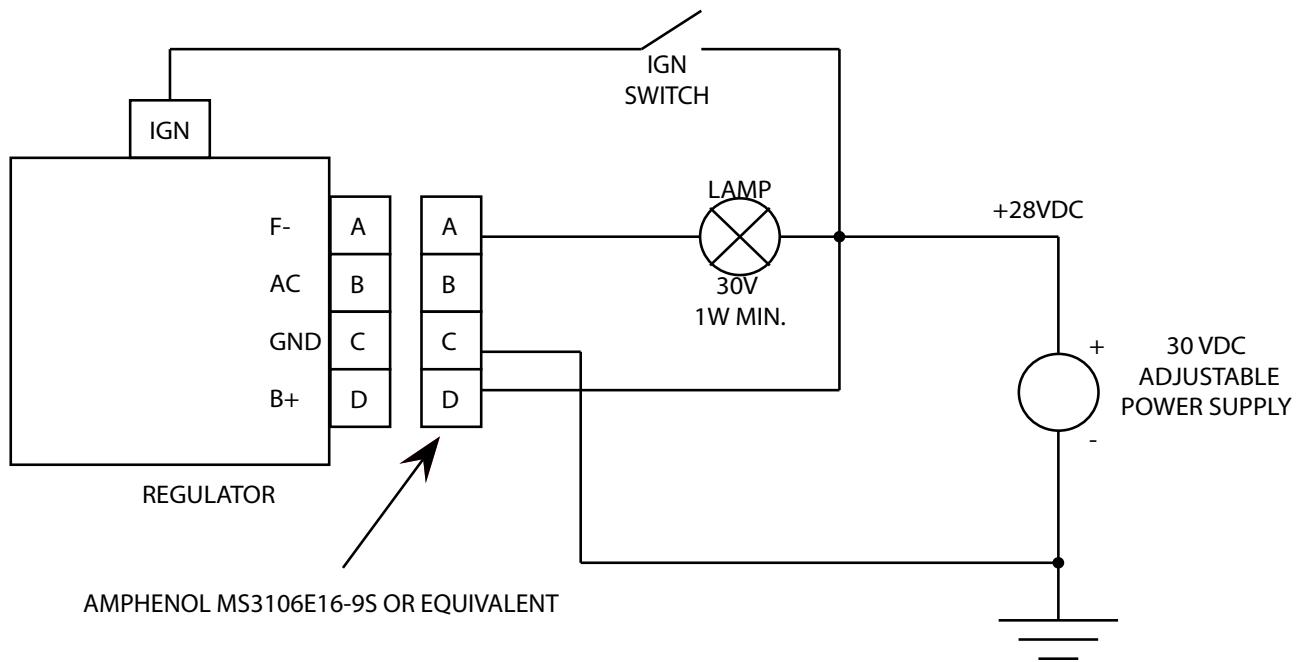 IGN
SWITCH
IGN
LAMP
30V
1W MIN.
+28VDC
F-
AC
GND
B+
A
B
C
D
A
B
C
D
+
-
30 VDC
ADJUSTABLE
POWER SUPPLY
REGULATOR
AMPHENOL MS3106E16-9S OR EQUIVALENT